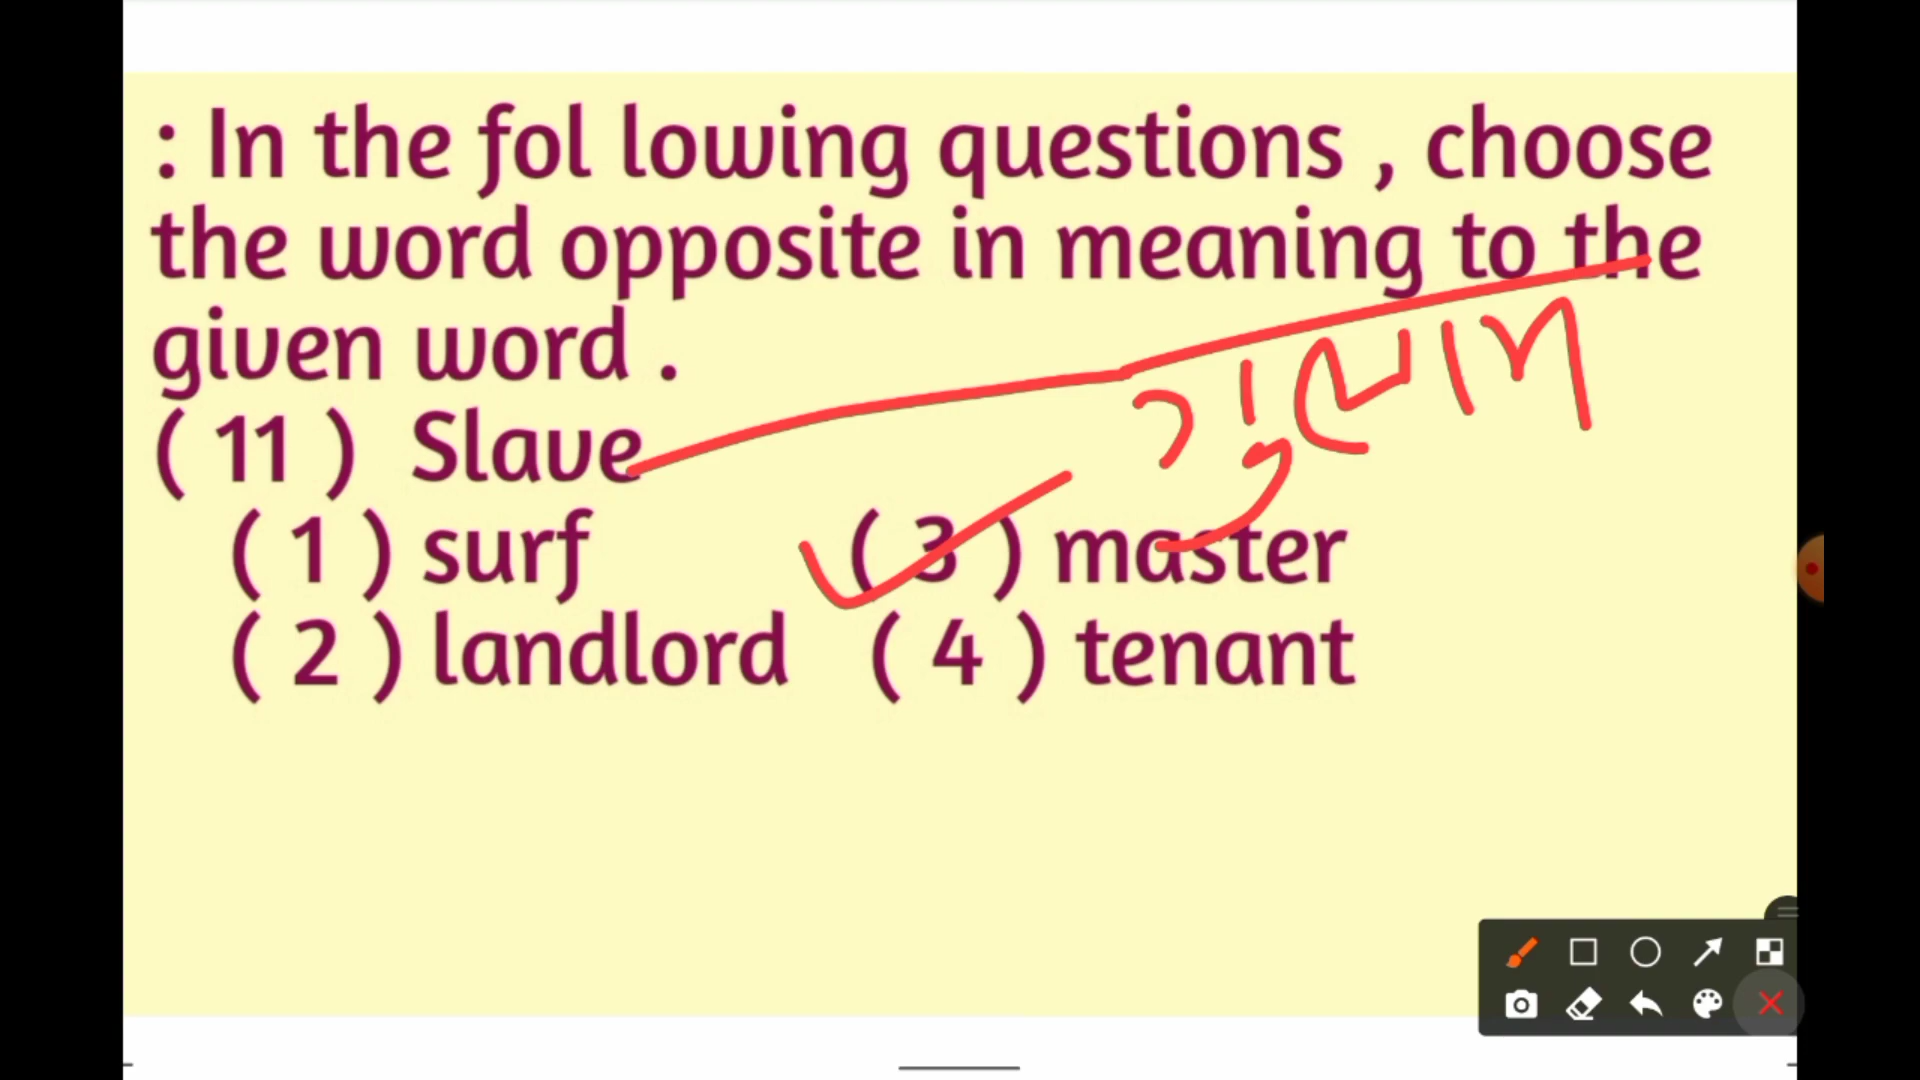 : In the fol lowing questions , choose
the word opposite in meaning to the
given word .
( 11 ) Slave
ગુલામ
( 1 ) surf ( 3 ) master
( 2 ) landlord ( 4 ) tenant